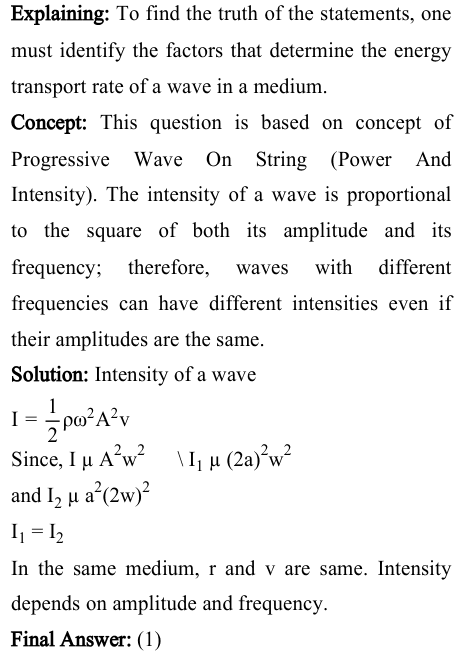 Explaining: To find the truth of the statements, one
must identify the factors that determine the energy
transport rate of a wave in a medium.
Concept: This question is based on concept of
Progressive Wave On String (Power And
Intensity). The intensity of a wave is proportional
to the square of both its amplitude and its
frequency; therefore, waves with different
frequencies can have different intensities even if
their amplitudes are the same.
Solution: Intensity of a wave
I = 1/2 ρω²A²v
Since, I µ A²w² \ I₁ µ (2a)²w²
and I₂ µ a²(2w)²
I₁ = I₂
In the same medium, r and v are same. Intensity
depends on amplitude and frequency.
Final Answer: (1)